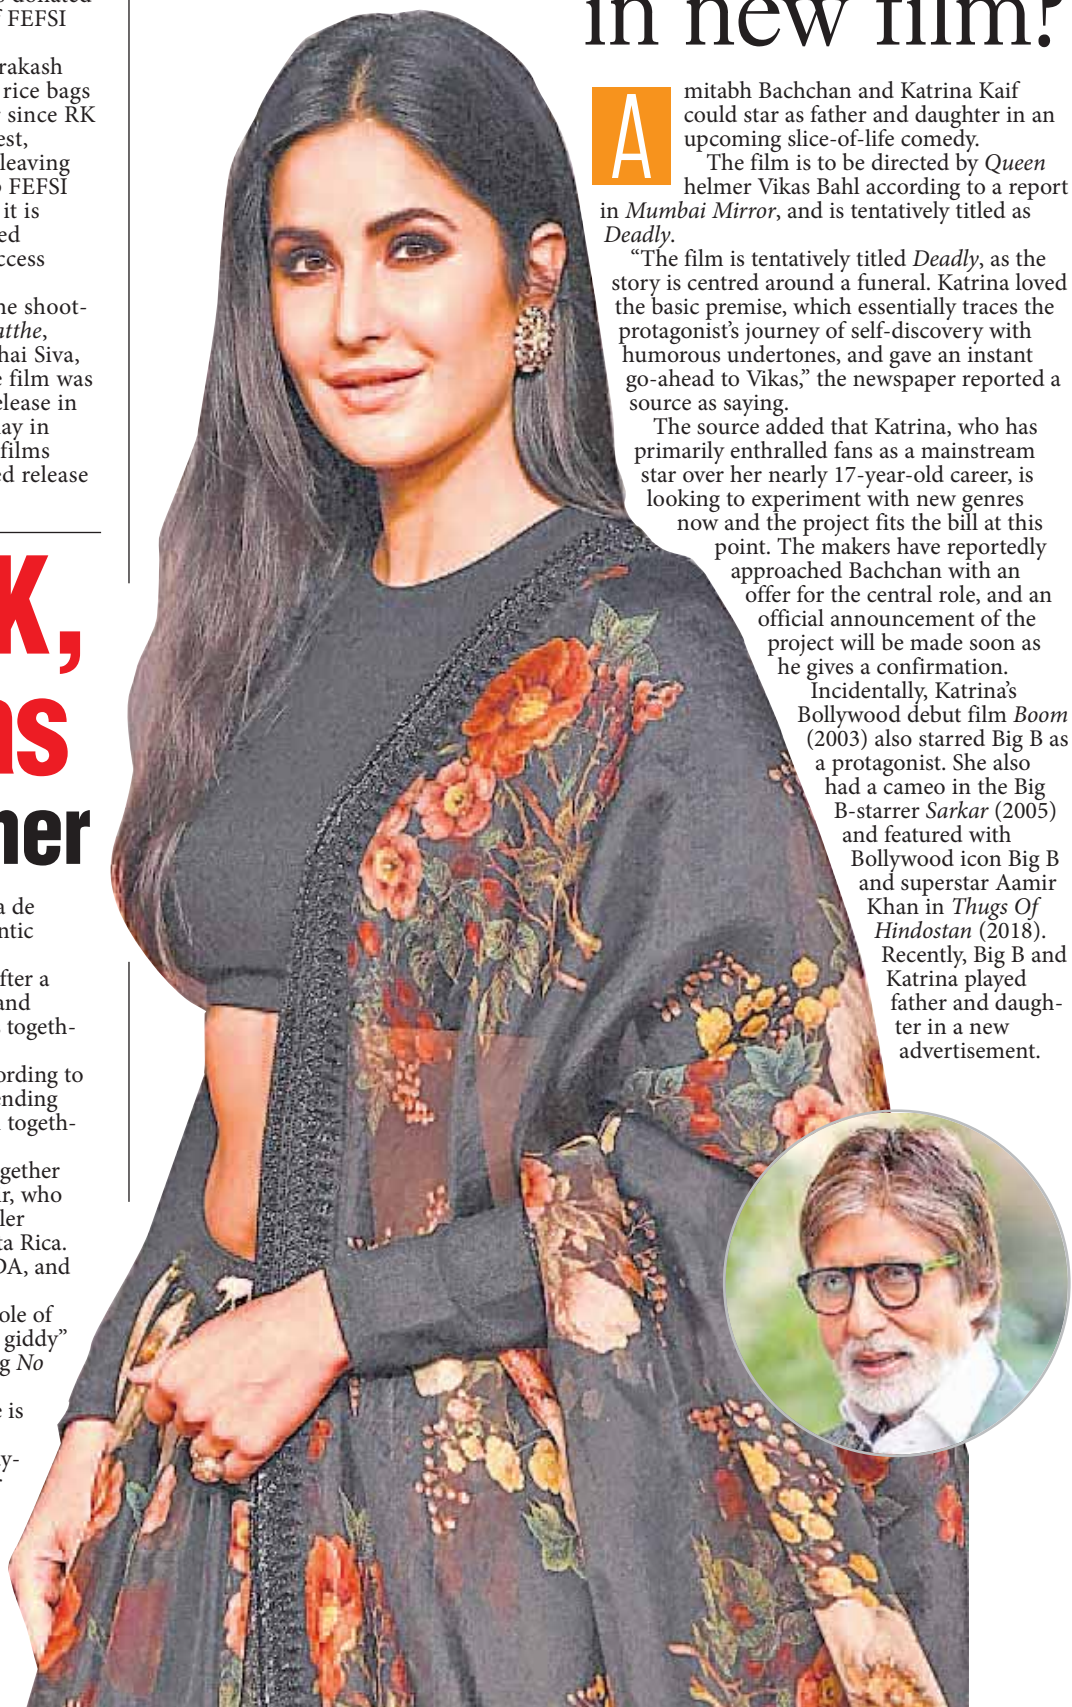 FEFSI
rakash
rice bags
since RK
est,
leaving
FEFSI
it is
ed
ccess
he shoot-
atthe,
hai Siva,
e film was
elease in
ay in
films
ed release
K,
as
her
a de
ntic
fter a
and
togeth-
ording to
ending
togeth-
gether
r, who
ler
ta Rica.
DA, and
ole of
giddy”
g No
e is
y-
in new film?
Amitabh Bachchan and Katrina Kaif
could star as father and daughter in an
upcoming slice-of-life comedy.
The film is to be directed by Queen
helmer Vikas Bahl according to a report
in Mumbai Mirror, and is tentatively titled as
Deadly.
“The film is tentatively titled Deadly, as the
story is centred around a funeral. Katrina loved
the basic premise, which essentially traces the
protagonist’s journey of self-discovery with
humorous undertones, and gave an instant
go-ahead to Vikas,” the newspaper reported a
source as saying.
The source added that Katrina, who has
primarily enthralled fans as a mainstream
star over her nearly 17-year-old career, is
looking to experiment with new genres
now and the project fits the bill at this
point. The makers have reportedly
approached Bachchan with an
offer for the central role, and an
official announcement of the
project will be made soon as
he gives a confirmation.
Incidentally, Katrina’s
Bollywood debut film Boom
(2003) also starred Big B as
a protagonist. She also
had a cameo in the Big
B-starrer Sarkar (2005)
and featured with
Bollywood icon Big B
and superstar Aamir
Khan in Thugs Of
Hindostan (2018).
Recently, Big B and
Katrina played
father and daugh-
ter in a new
advertisement.